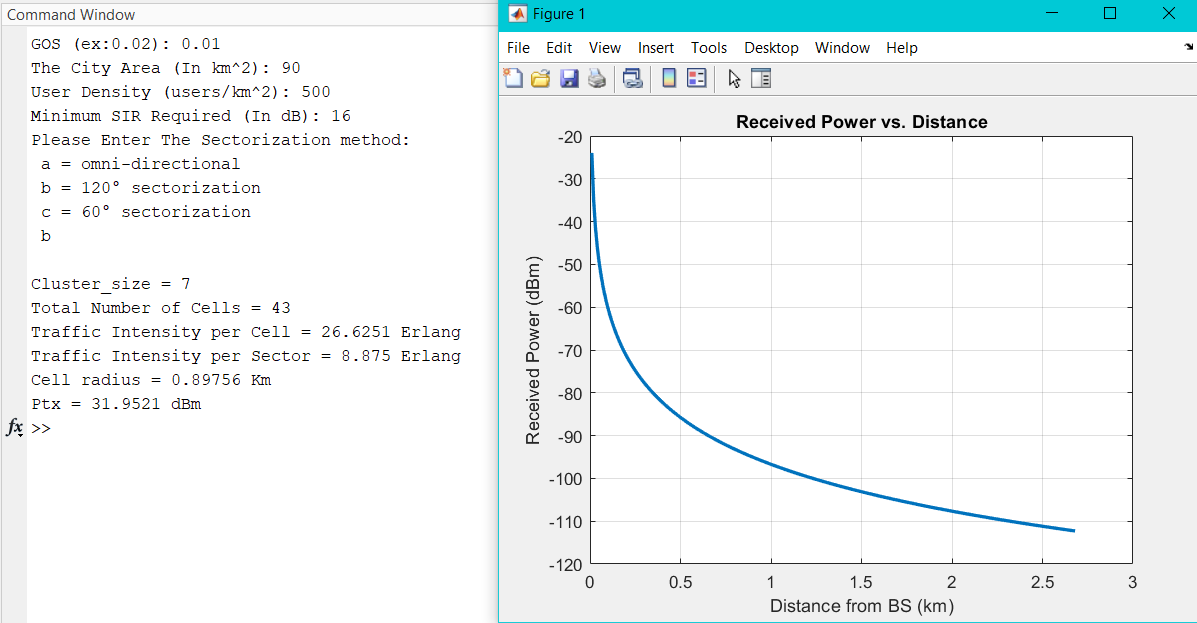 Command Window
GOS (ex:0.02): 0.01
The City Area (In km^2): 90
User Density (users/km^2): 500
Minimum SIR Required (In dB): 16
Please Enter The Sectorization method:
a = omni-directional
b = 120° sectorization
c = 60° sectorization
b
Cluster_size = 7
Total Number of Cells = 43
Traffic Intensity per Cell = 26.6251 Erlang
Traffic Intensity per Sector = 8.875 Erlang
Cell radius = 0.89756 Km
Ptx = 31.9521 dBm
fx >>
Figure 1
File Edit View Insert Tools Desktop Window Help
Received Power vs. Distance
Received Power (dBm)
-20
-30
-40
-50
-60
-70
-80
-90
-100
-110
-120
0 0.5 1 1.5 2 2.5 3
Distance from BS (km)